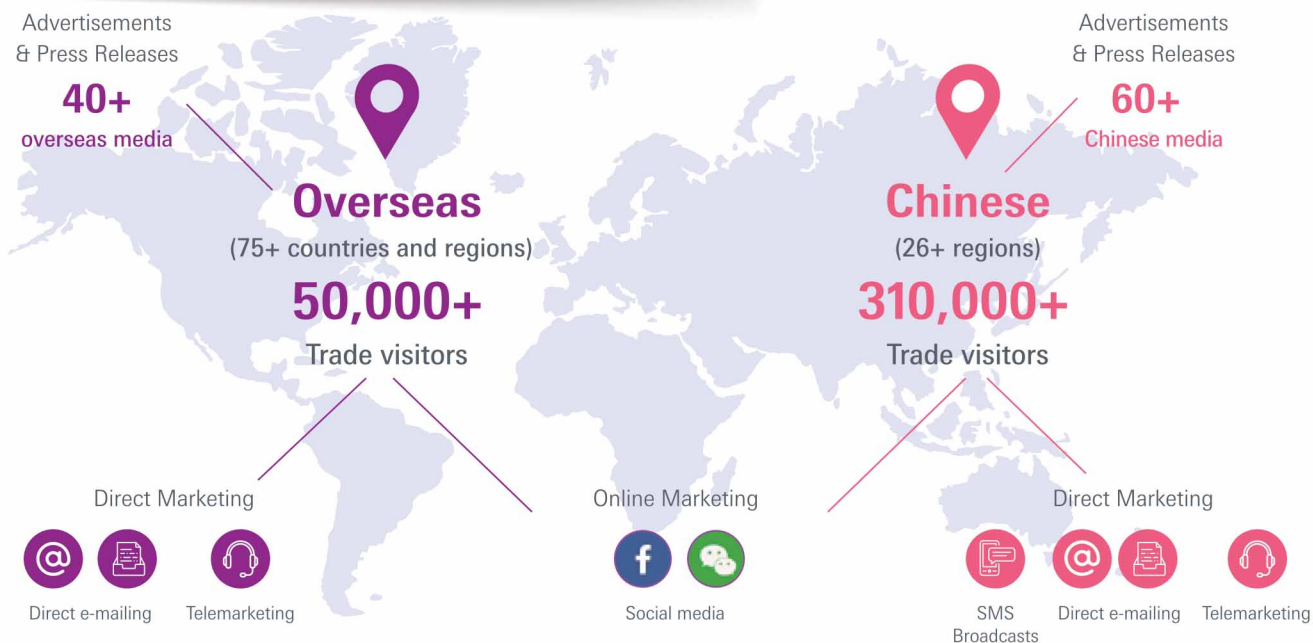 Advertisements
& Press Releases
40+
overseas media
Overseas
(75+ countries and regions)
50,000+
Trade visitors
Advertisements
& Press Releases
60+
Chinese media
Chinese
(26+ regions)
310,000+
Trade visitors
Direct Marketing
@
Direct e-mailing
Telemarketing
Online Marketing
f
Social media
Direct Marketing
@
SMS
Broadcasts
Direct e-mailing
Telemarketing